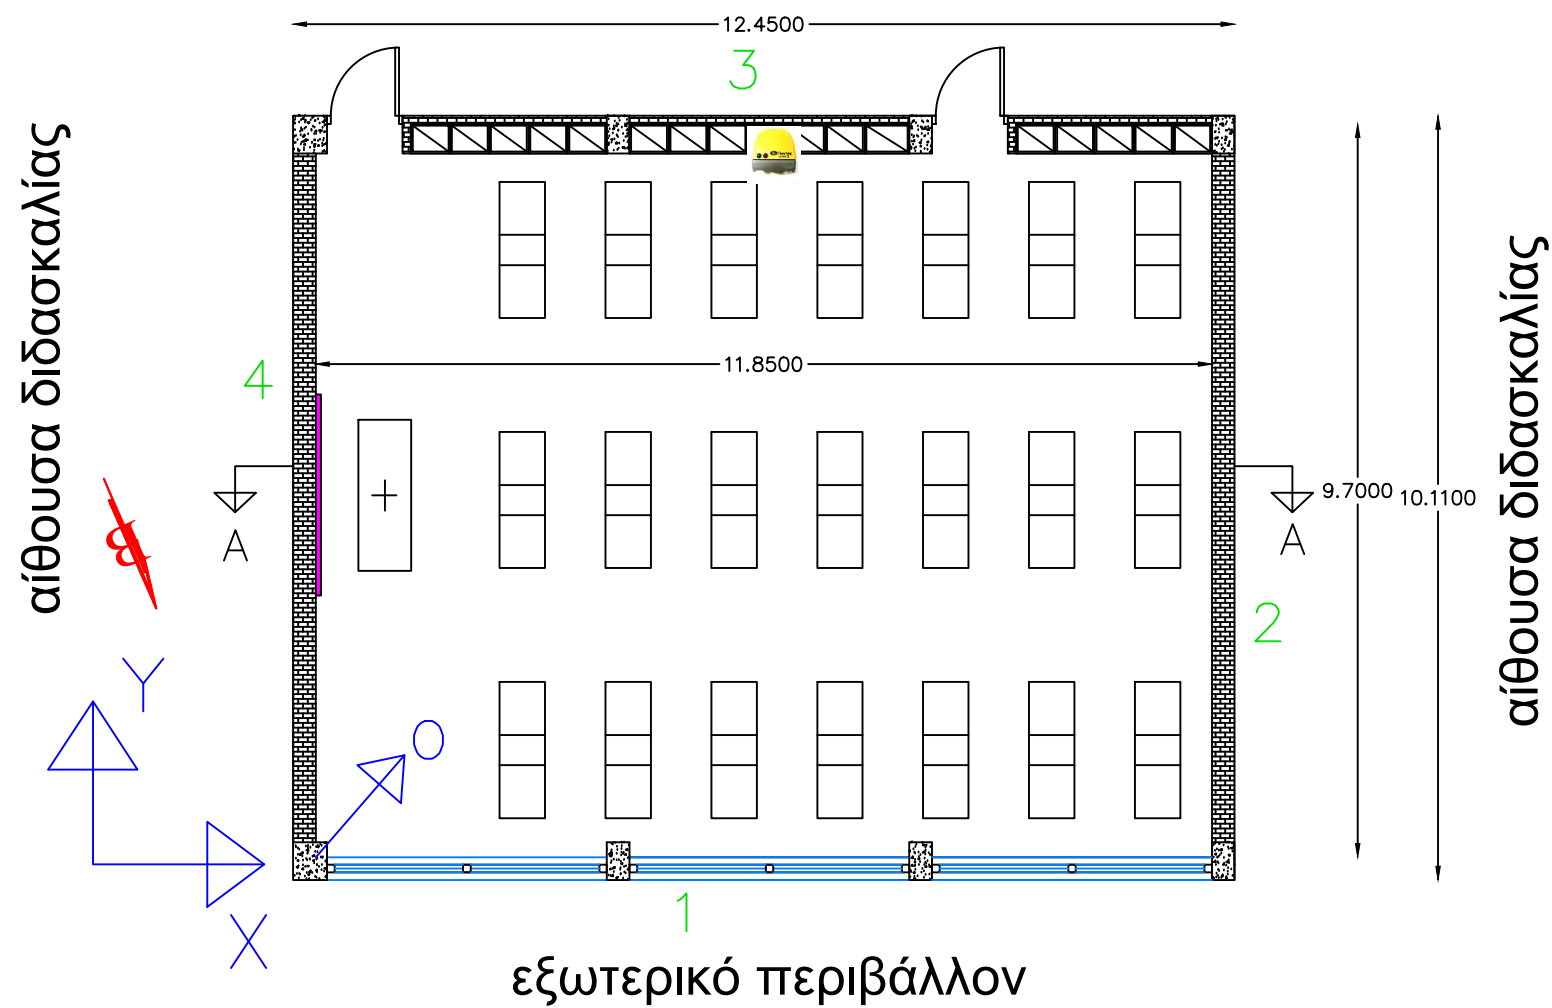 12.4500
3
αίθουσα διδασκαλίας
11.8500
4
A
B
9.7000
10.1100
A
αίθουσα διδασκαλίας
2
Y
O
X
1
εξωτερικό περιβάλλον